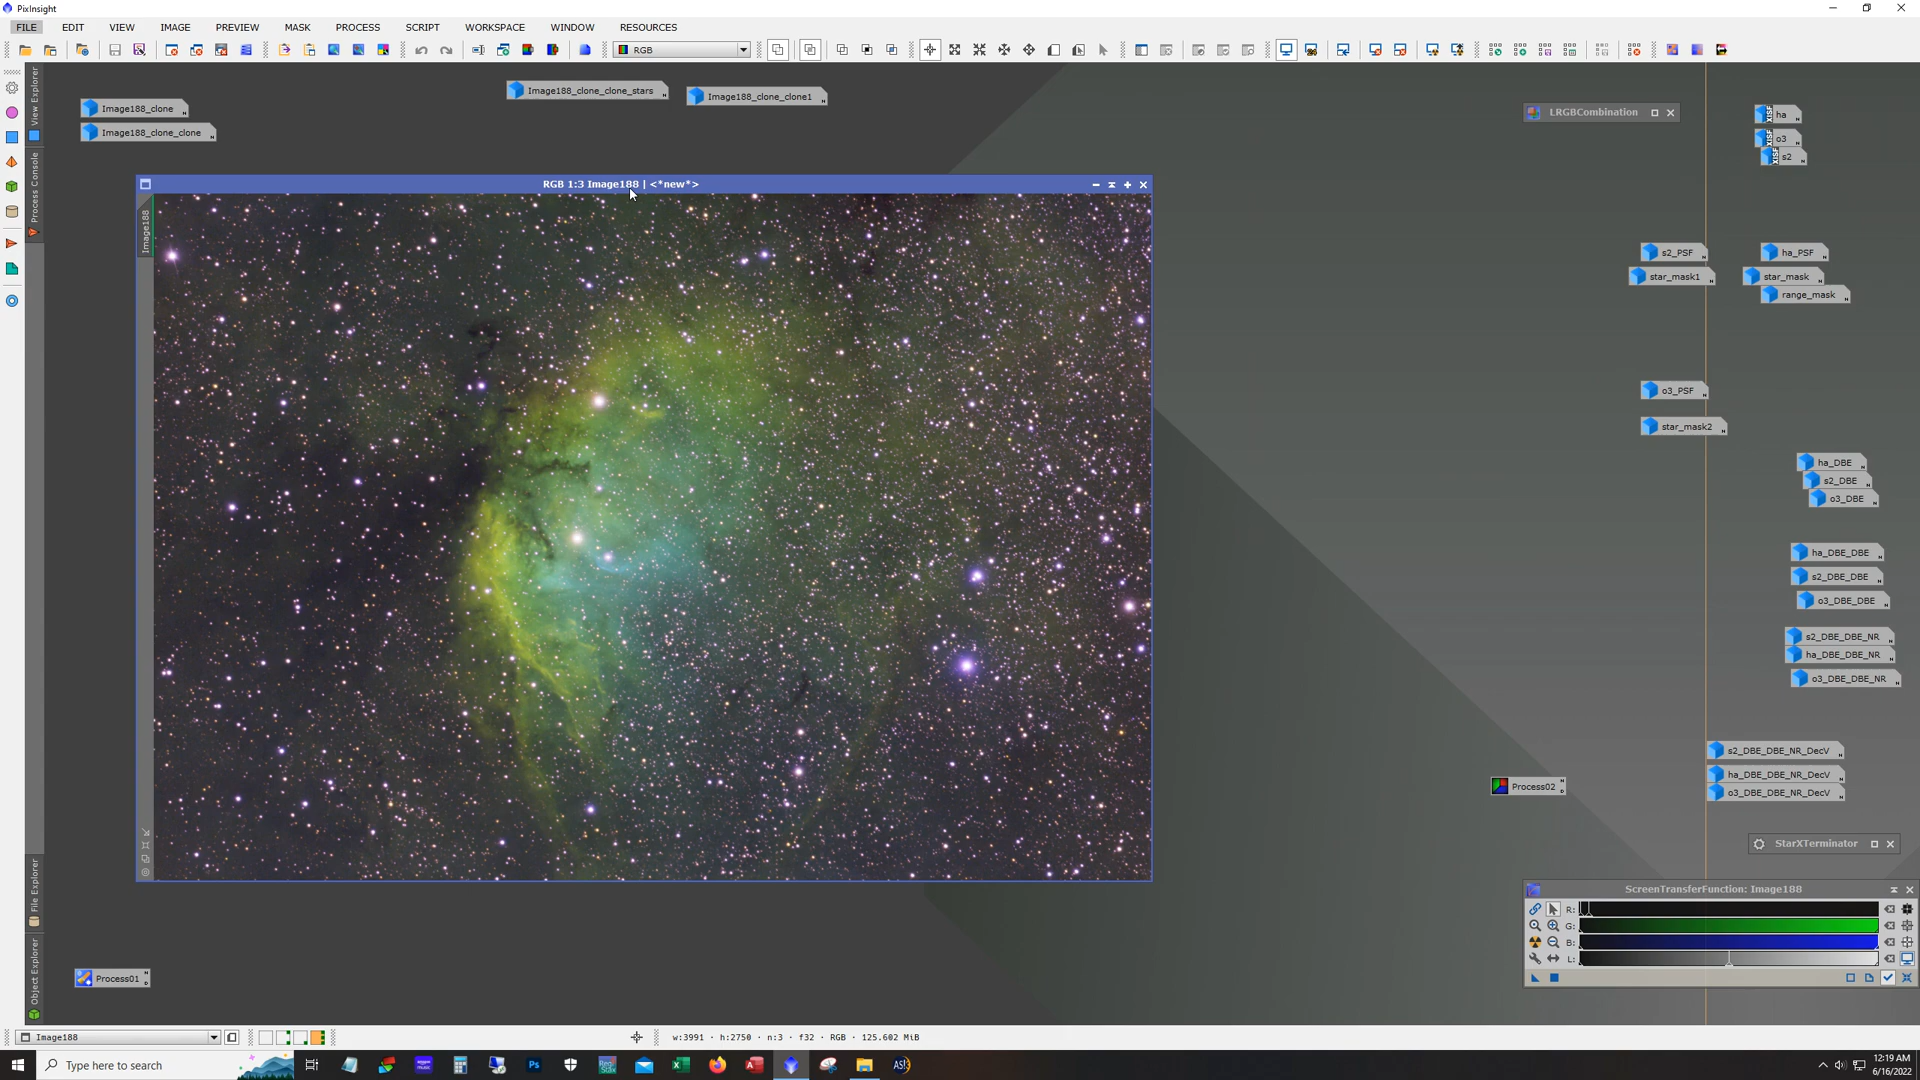 PixInsight
FILE EDIT VIEW IMAGE PREVIEW MASK PROCESS SCRIPT WORKSPACE WINDOW RESOURCES
RGB
View Explorer
Process Console
File Explorer
Object Explorer
Image188_clone
Image188_clone_clone
Image188_clone_clone_stars
Image188_clone_clone1
LRGBCombination
ha
o3
s2
RGB 1:3 Image188 | <*new*>
Image188
s2_PSF
ha_PSF
star_mask1
star_mask
range_mask
o3_PSF
star_mask2
ha_DBE
s2_DBE
o3_DBE
ha_DBE_DBE
s2_DBE_DBE
o3_DBE_DBE
s2_DBE_DBE_NR
ha_DBE_DBE_NR
o3_DBE_DBE_NR
s2_DBE_DBE_NR_DecV
ha_DBE_DBE_NR_DecV
o3_DBE_DBE_NR_DecV
Process02
StarXTerminator
ScreenTransferFunction: Image188
R:
G:
B:
L:
Process01
Image188
w:3991 · h:2750 · n:3 · f32 · RGB · 125.602 MiB
Type here to search
12:19 AM
6/16/2022